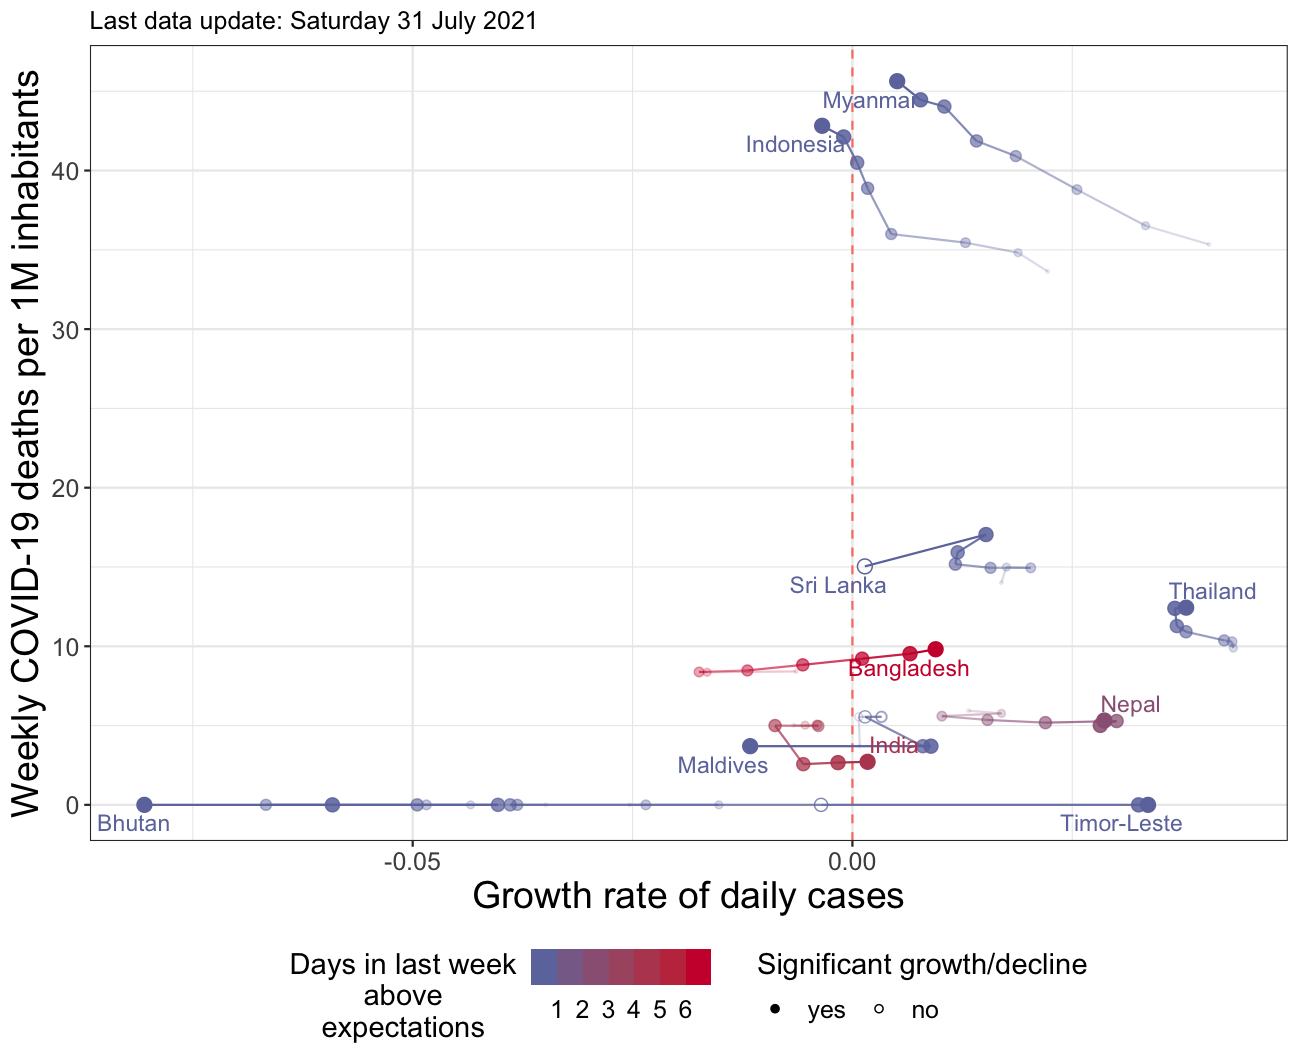 Last data update: Saturday 31 July 2021
Weekly COVID-19 deaths per 1M inhabitants
40
30
20
10
0
Myanmar
Indonesia
Sri Lanka
Thailand
Bangladesh
Nepal
India
Maldives
Bhutan
Timor-Leste
-0.05
0.00
Growth rate of daily cases
Days in last week
above
expectations
1 2 3 4 5 6
Significant growth/decline
yes
no